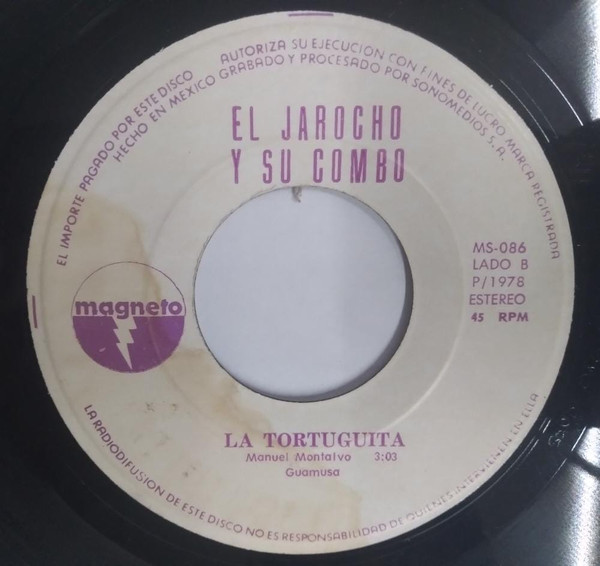 EL IMPORTE PAGADO POR ESTE DISCO AUTORIZA SU EJECUCION CON FINES DE LUCRO MARCA REGISTRADA
HECHO EN MEXICO GRABADO Y PROCESADO POR SONOMEDIOS S.A.
EL JAROCHO
Y SU COMBO
MS-086
LADO B
P/1978
ESTEREO
45 RPM
magneto
LA TORTUGUITA
Manuel Montalvo 3:03
Guamusa
LA RADIODIFUSION DE ESTE DISCO NO ES RESPONSABILIDAD DE QUIENES INTERVIENEN EN ELLA